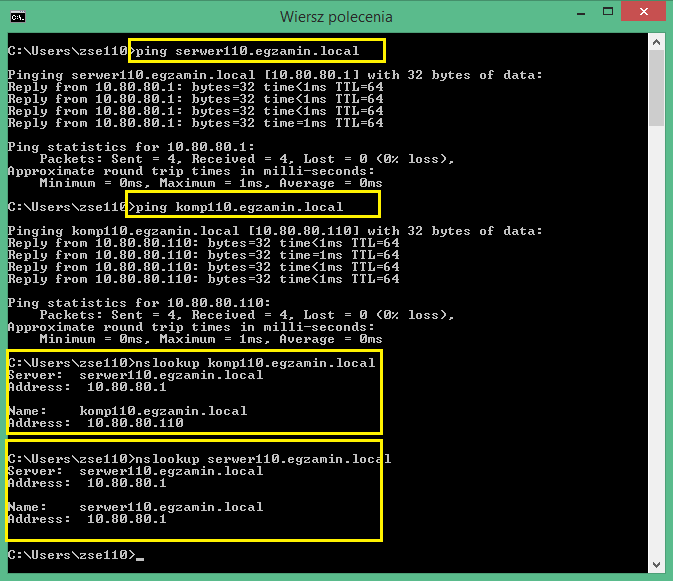 Wiersz polecenia
C:\Users\zse110>ping serwer110.egzamin.local
Pinging serwer110.egzamin.local [10.80.80.1] with 32 bytes of data:
Reply from 10.80.80.1: bytes=32 time<1ms TTL=64
Reply from 10.80.80.1: bytes=32 time<1ms TTL=64
Reply from 10.80.80.1: bytes=32 time<1ms TTL=64
Reply from 10.80.80.1: bytes=32 time=1ms TTL=64
Ping statistics for 10.80.80.1:
Packets: Sent = 4, Received = 4, Lost = 0 (0% loss),
Approximate round trip times in milli-seconds:
Minimum = 0ms, Maximum = 1ms, Average = 0ms
C:\Users\zse110>ping komp110.egzamin.local
Pinging komp110.egzamin.local [10.80.80.110] with 32 bytes of data:
Reply from 10.80.80.110: bytes=32 time<1ms TTL=64
Reply from 10.80.80.110: bytes=32 time=1ms TTL=64
Reply from 10.80.80.110: bytes=32 time<1ms TTL=64
Reply from 10.80.80.110: bytes=32 time<1ms TTL=64
Ping statistics for 10.80.80.110:
Packets: Sent = 4, Received = 4, Lost = 0 (0% loss),
Approximate round trip times in milli-seconds:
Minimum = 0ms, Maximum = 1ms, Average = 0ms
C:\Users\zse110>nslookup komp110.egzamin.local
Server: serwer110.egzamin.local
Address: 10.80.80.1
Name: komp110.egzamin.local
Address: 10.80.80.110
C:\Users\zse110>nslookup serwer110.egzamin.local
Server: serwer110.egzamin.local
Address: 10.80.80.1
Name: serwer110.egzamin.local
Address: 10.80.80.1
C:\Users\zse110>_